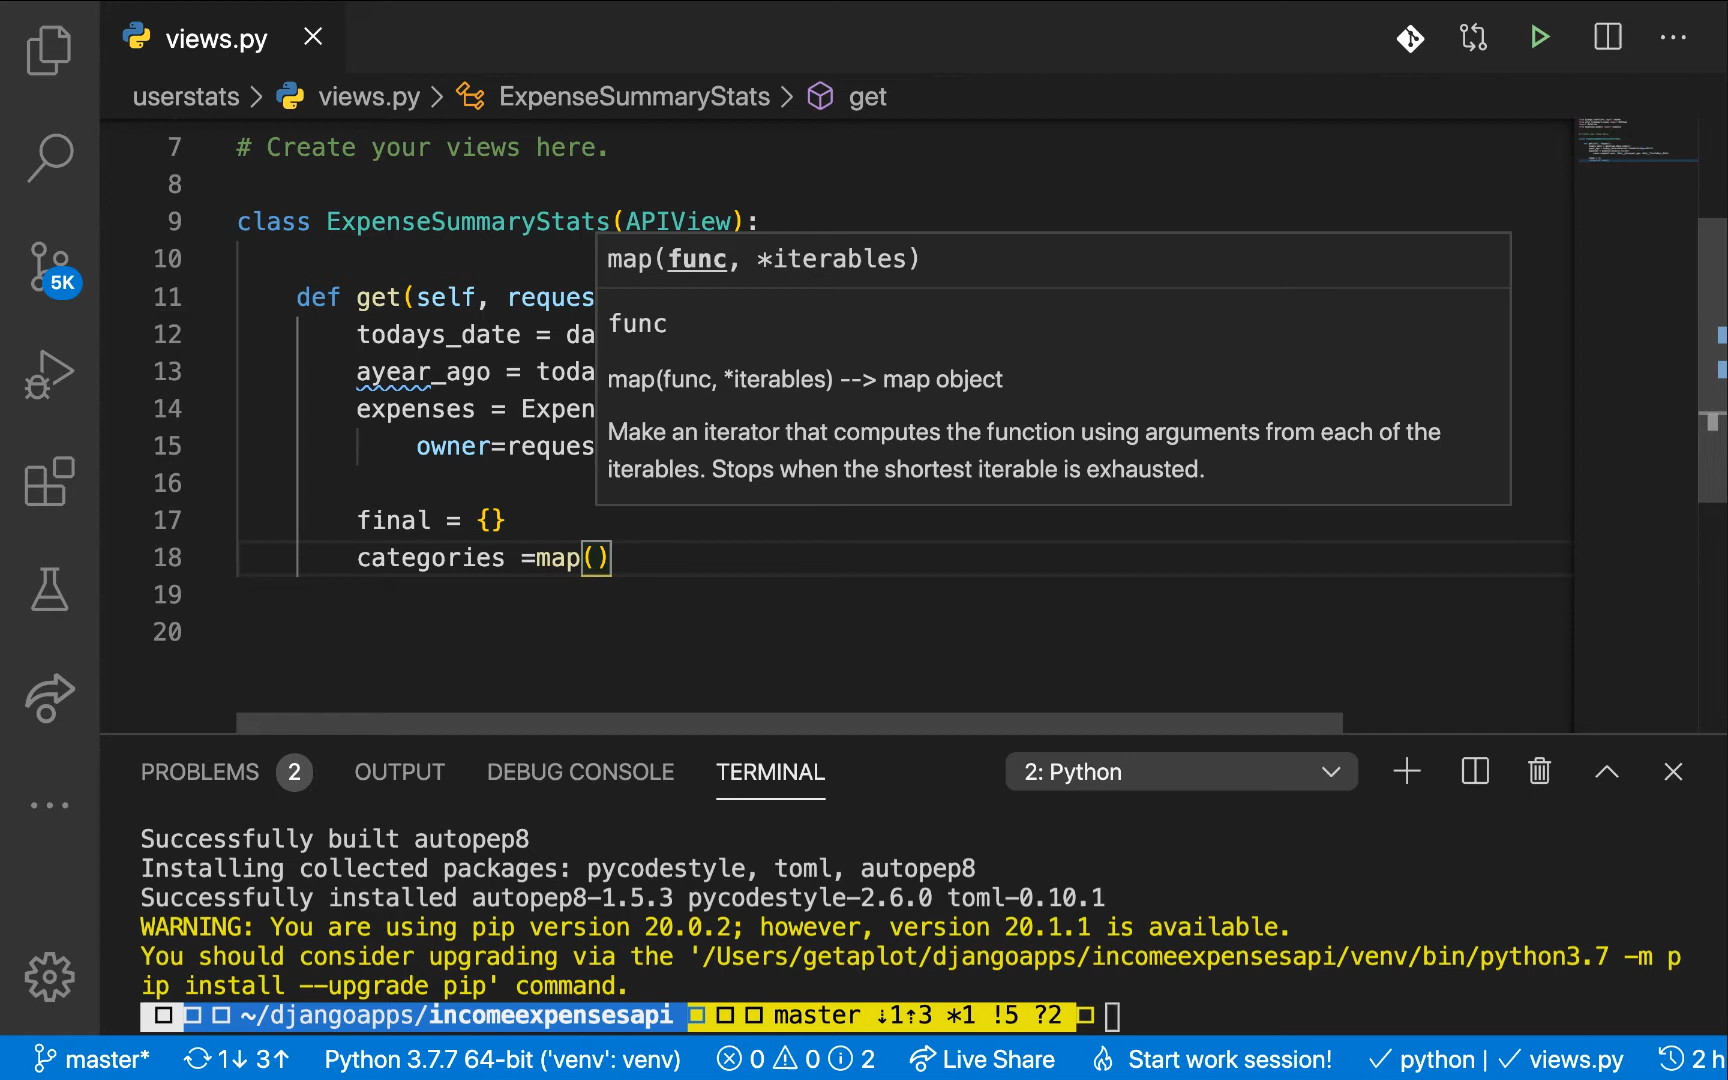 views.py
userstats > views.py > ExpenseSummaryStats > get
5K
7 # Create your views here.
8
9 class ExpenseSummaryStats(APIView):
10
11 def get(self, reques
12 todays_date = da
13 ayear_ago = toda
14 expenses = Expen
15 owner=reques
16
17 final = {}
18 categories =map()
19
20
map(func, *iterables)
func
map(func, *iterables) --> map object
Make an iterator that computes the function using arguments from each of the
iterables. Stops when the shortest iterable is exhausted.
PROBLEMS 2 OUTPUT DEBUG CONSOLE TERMINAL 2: Python
Successfully built autopep8
Installing collected packages: pycodestyle, toml, autopep8
Successfully installed autopep8-1.5.3 pycodestyle-2.6.0 toml-0.10.1
WARNING: You are using pip version 20.0.2; however, version 20.1.1 is available.
You should consider upgrading via the '/Users/getaplot/djangoapps/incomeexpensesapi/venv/bin/python3.7 -m p
ip install --upgrade pip' command.
~/djangoapps/incomeexpensesapi master ⇣1⇡3 *1 !5 ?2
master* 1↓ 3↑ Python 3.7.7 64-bit ('venv': venv) 0 0 2 Live Share Start work session! ✓ python | ✓ views.py 2 h